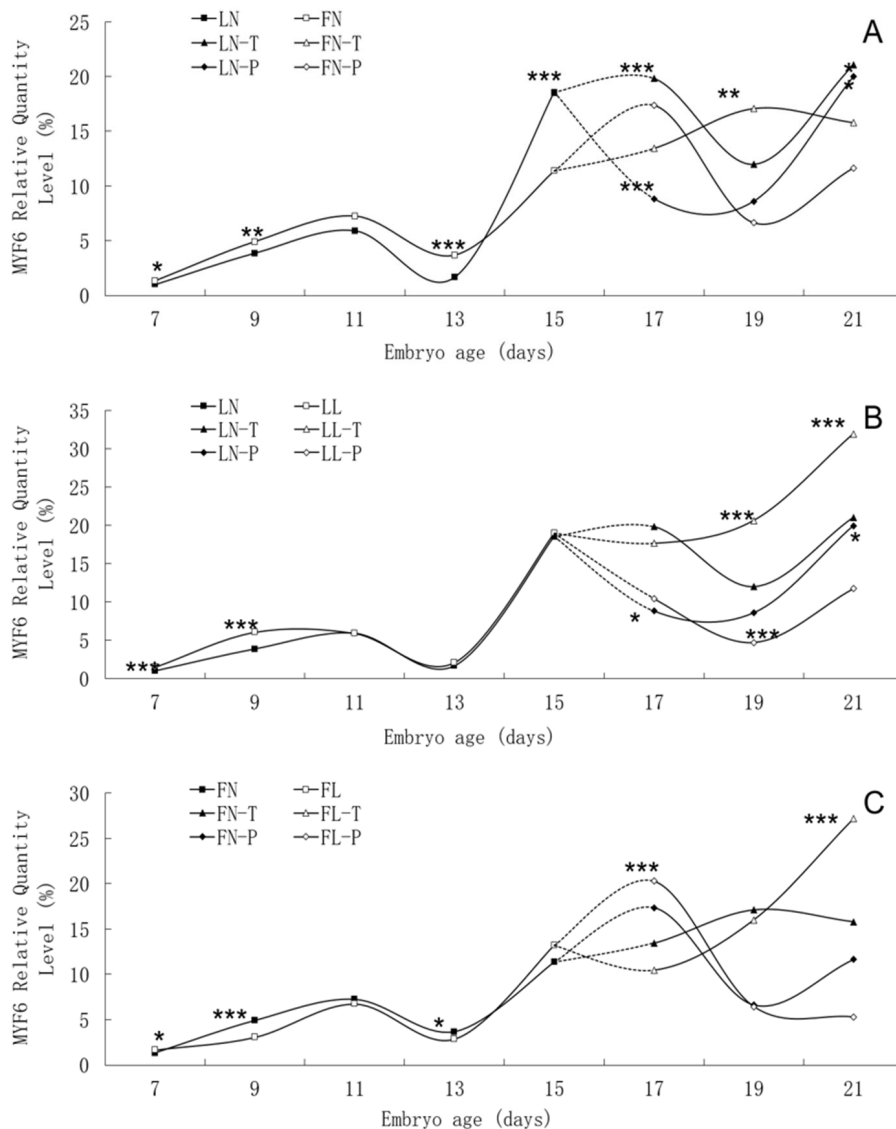 A
LN FN
LN-T FN-T
LN-P FN-P
MYF6 Relative Quantity
Level (%)
25
20
15
10
5
0
* ** *** *** *** *** ** * *
7 9 11 13 15 17 19 21
Embryo age (days)
B
LN LL
LN-T LL-T
LN-P LL-P
MYF6 Relative Quantity
Level (%)
35
30
25
20
15
10
5
0
*** *** * *** *** *** *
7 9 11 13 15 17 19 21
Embryo age (days)
C
FN FL
FN-T FL-T
FN-P FL-P
MYF6 Relative Quantity
Level (%)
30
25
20
15
10
5
0
* *** * *** ***
7 9 11 13 15 17 19 21
Embryo age (days)